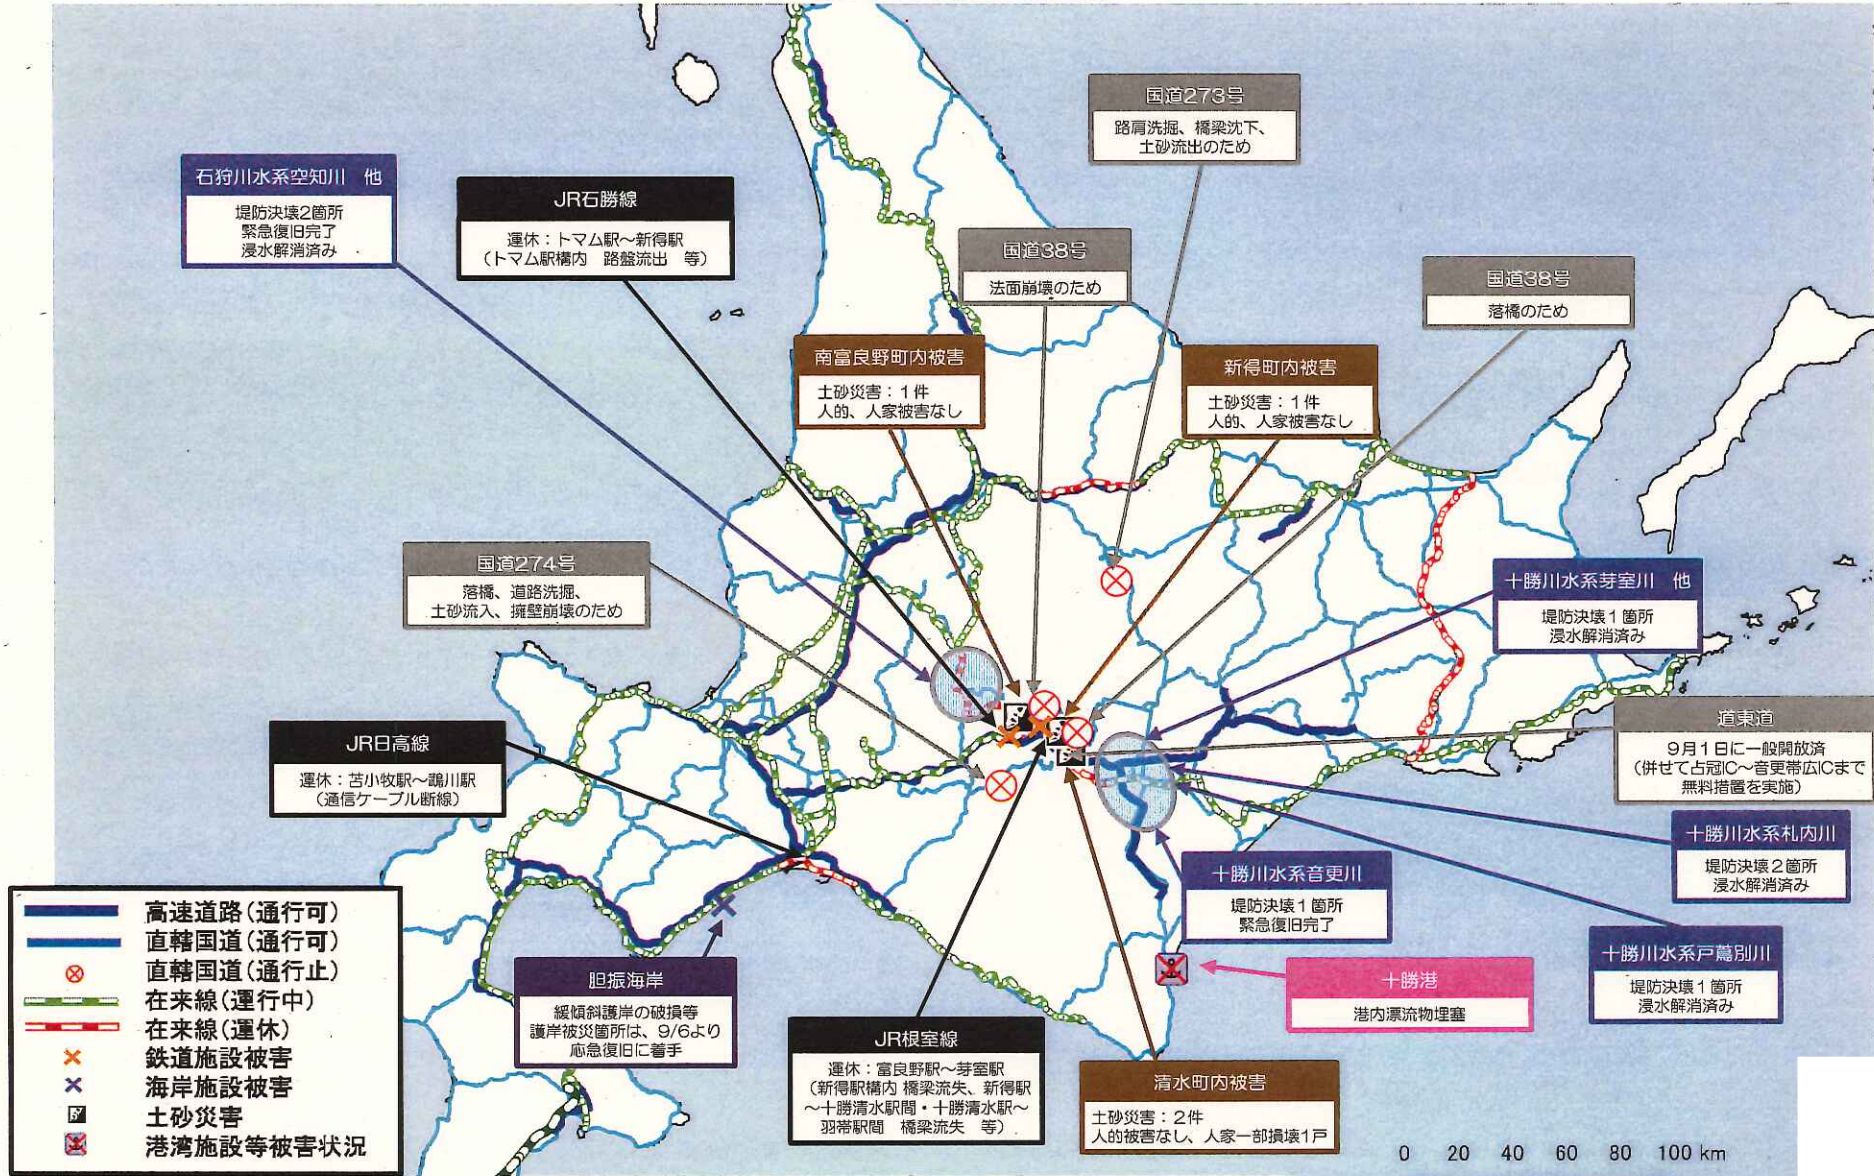 国道273号
路肩洗掘、橋梁沈下、
土砂流出のため
石狩川水系空知川　他
堤防決壊2箇所
緊急復旧完了
浸水解消済み
JR石勝線
運休：トマム駅～新得駅
（トマム駅構内　路盤流出　等）
国道38号
法面崩壊のため
国道38号
落橋のため
南富良野町内被害
土砂災害：1件
人的、人家被害なし
新得町内被害
土砂災害：1件
人的、人家被害なし
国道274号
落橋、道路洗掘、
土砂流入、擁壁崩壊のため
十勝川水系芽室川　他
堤防決壊1箇所
浸水解消済み
道東道
9月1日に一般開放済
（併せて占冠IC～音更帯広ICまで
無料措置を実施）
JR日高線
運休：苫小牧駅～鵡川駅
（通信ケーブル断線）
十勝川水系札内川
堤防決壊2箇所
浸水解消済み
十勝川水系音更川
堤防決壊1箇所
緊急復旧完了
十勝川水系戸蔦別川
堤防決壊1箇所
浸水解消済み
胆振海岸
緩傾斜護岸の破損等
護岸被災箇所は、9/6より
応急復旧に着手
十勝港
港内漂流物埋塞
JR根室線
運休：富良野駅～芽室駅
（新得駅構内 橋梁流失、新得駅
～十勝清水駅間・十勝清水駅～
羽帯駅間　橋梁流失　等）
清水町内被害
土砂災害：2件
人的被害なし、人家一部損壊1戸
高速道路（通行可）
直轄国道（通行可）
直轄国道（通行止）
在来線（運行中）
在来線（運休）
鉄道施設被害
海岸施設被害
土砂災害
港湾施設等被害状況
0 20 40 60 80 100 km